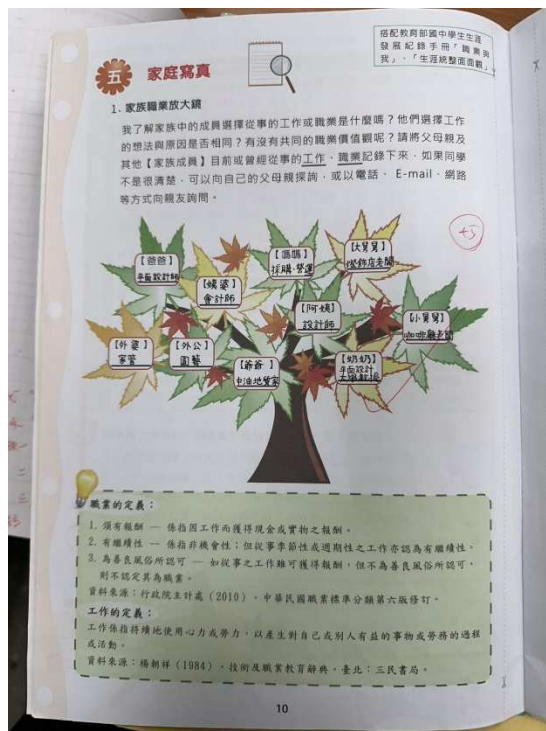 搭配教育部國中學生生涯
發展紀錄手冊「職業與
我」、「生涯統整面面觀」
五 家庭寫真
1. 家族職業放大鏡
我了解家族中的成員選擇從事的工作或職業是什麼嗎？他們選擇工作
的想法與原因是否相同？有沒有共同的職業價值觀呢？請將父母親及
其他【家族成員】目前或曾經從事的工作、職業記錄下來，如果同學
不是很清楚，可以向自己的父母親探詢，或以電話、E-mail、網路
等方式向親友詢問。
+5
【爸爸】
平面設計師
【姨婆】
會計師
【媽媽】
採購·營運
【大舅舅】
燈飾店老闆
【阿姨】
設計師
【小舅舅】
咖啡廳老闆
【外婆】
家管
【外公】
園藝
【爺爺】
中油地質家
【奶奶】
平面設計
大學教授
職業的定義：
1. 須有報酬 — 係指因工作而獲得現金或實物之報酬。
2. 有繼續性 — 係指非機會性；但從事季節性或週期性之工作亦認為有繼續性。
3. 為善良風俗所認可 — 如從事之工作雖可獲得報酬，但不為善良風俗所認可，
則不認定其為職業。
資料來源：行政院主計處（2010）。中華民國職業標準分類第六版修訂。
工作的定義：
工作係指持續地使用心力或勞力，以產生對自己或別人有益的事物或勞務的過程
或活動。
資料來源：楊朝祥（1984）。技術及職業教育辭典。臺北：三民書局。
10